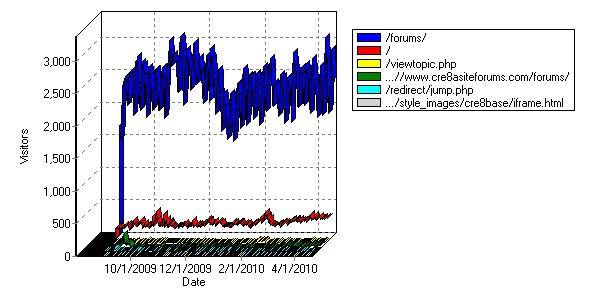 /forums/
/
/viewtopic.php
...//www.cre8asiteforums.com/forums/
/redirect/jump.php
.../style_images/cre8base/iframe.html
Visitors
3,000
2,500
2,000
1,500
1,000
500
0
10/1/2009 12/1/2009 2/1/2010 4/1/2010
Date